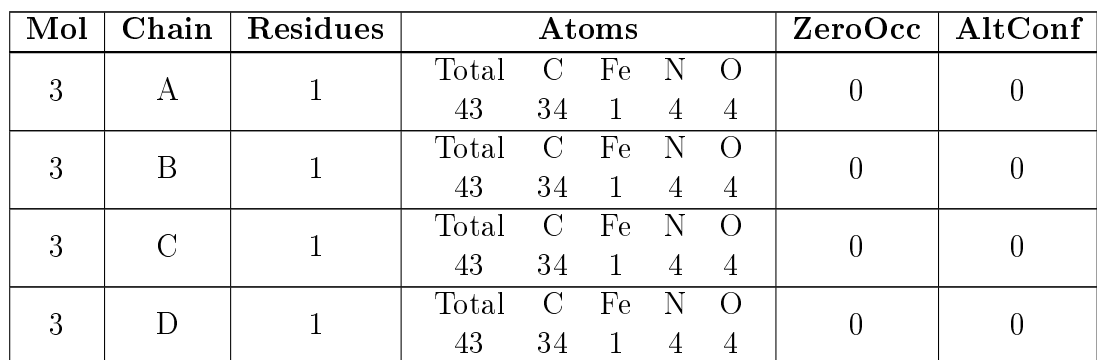 Mol Chain Residues Atoms ZeroOcc AltConf
Total C Fe N O
3 A 1 0 0
43 34 1 4 4
Total C Fe N O
3 B 1 0 0
43 34 1 4 4
Total C Fe N O
3 C 1 0 0
43 34 1 4 4
Total C Fe N O
3 D 1 0 0
43 34 1 4 4